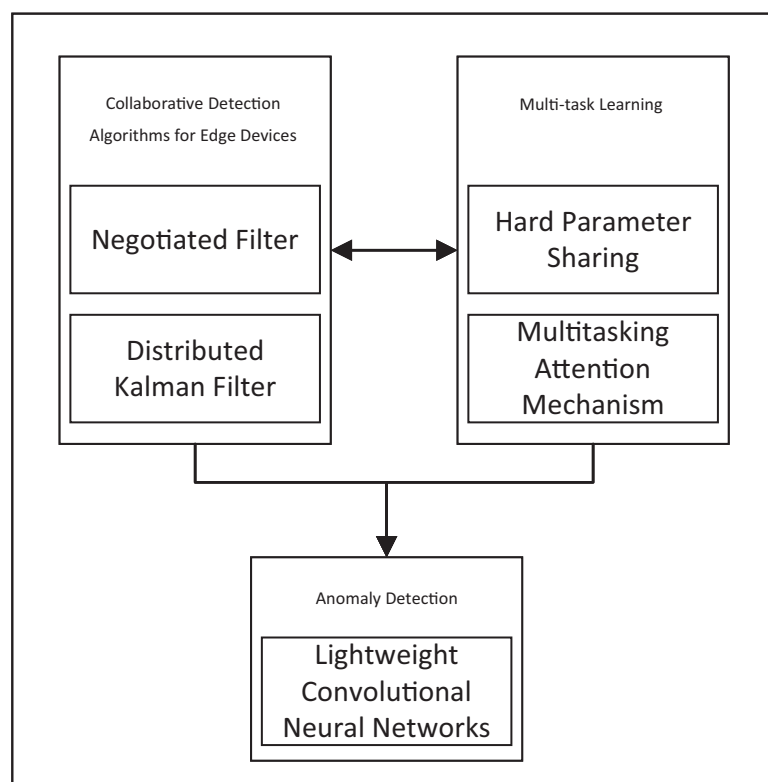 Collaborative Detection
Algorithms for Edge Devices
Negotiated Filter
Distributed
Kalman Filter
Multi-task Learning
Hard Parameter
Sharing
Multitasking
Attention
Mechanism
Anomaly Detection
Lightweight
Convolutional
Neural Networks